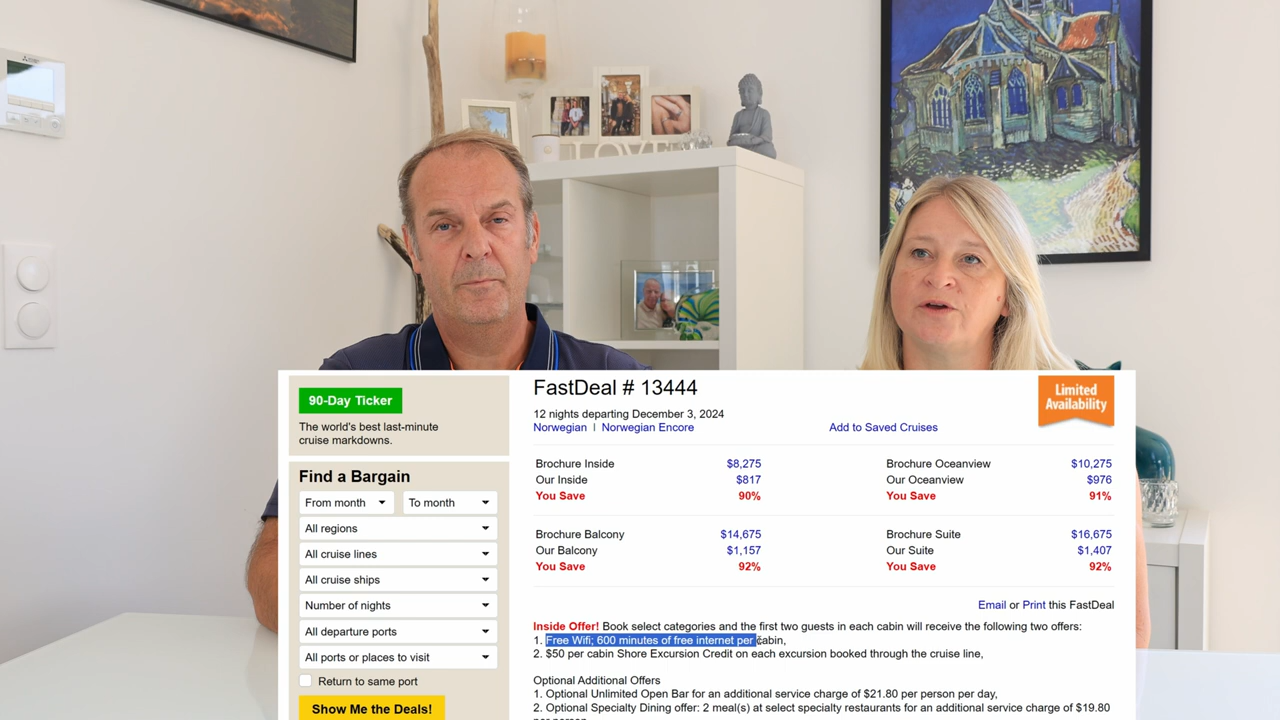 LOVE
90-Day Ticker
The world's best last-minute
cruise markdowns.
Find a Bargain
From month
To month
All regions
All cruise lines
All cruise ships
Number of nights
All departure ports
All ports or places to visit
Return to same port
Show Me the Deals!
FastDeal # 13444
Limited
Availability
12 nights departing December 3, 2024
Norwegian | Norwegian Encore
Add to Saved Cruises
Brochure Inside $8,275
Our Inside $817
You Save 90%
Brochure Oceanview $10,275
Our Oceanview $976
You Save 91%
Brochure Balcony $14,675
Our Balcony $1,157
You Save 92%
Brochure Suite $16,675
Our Suite $1,407
You Save 92%
Email or Print this FastDeal
Inside Offer! Book select categories and the first two guests in each cabin will receive the following two offers:
1. Free Wifi; 600 minutes of free internet per cabin,
2. $50 per cabin Shore Excursion Credit on each excursion booked through the cruise line,
Optional Additional Offers
1. Optional Unlimited Open Bar for an additional service charge of $21.80 per person per day,
2. Optional Specialty Dining offer: 2 meal(s) at select specialty restaurants for an additional service charge of $19.80